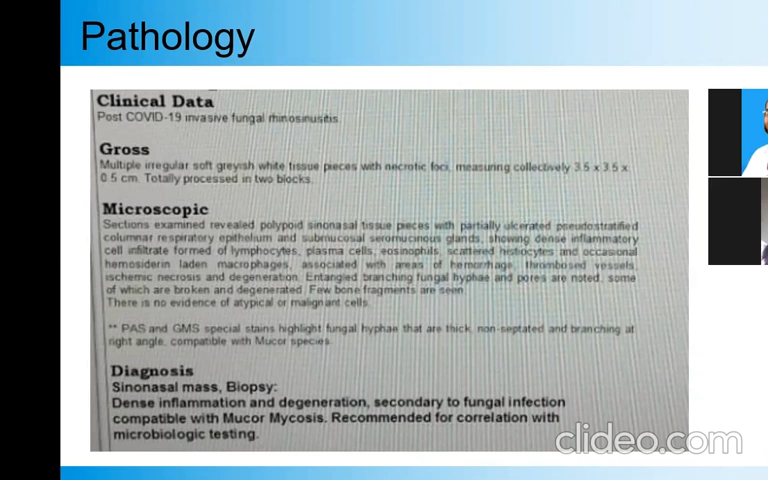 Pathology
Clinical Data
Post COVID-19 invasive fungal rhinosinusitis
Gross
Multiple irregular soft greyish white tissue pieces with necrotic foci, measuring collectively 3.5 x 3.5 x
0.5 cm. Totally processed in two blocks.
Microscopic
Sections examined revealed polypoid sinonasal tissue pieces with partially ulcerated pseudostratified
columnar respiratory epithelium and submucosal seromucinous glands, showing dense inflammatory
cell infiltrate formed of lymphocytes, plasma cells, eosinophils, scattered histiocytes and occasional
hemosiderin laden macrophages, associated with areas of hemorrhage, thrombosed vessels,
ischemic necrosis and degeneration. Entangled branching fungal hyphae and pores are noted, some
of which are broken and degenerated. Few bone fragments are seen.
There is no evidence of atypical or malignant cells.
** PAS and GMS special stains highlight fungal hyphae that are thick, non-septated and branching at
right angle, compatible with Mucor species.
Diagnosis
Sinonasal mass, Biopsy:
Dense inflammation and degeneration, secondary to fungal infection
compatible with Mucor Mycosis. Recommended for correlation with
microbiologic testing.
clideo.com